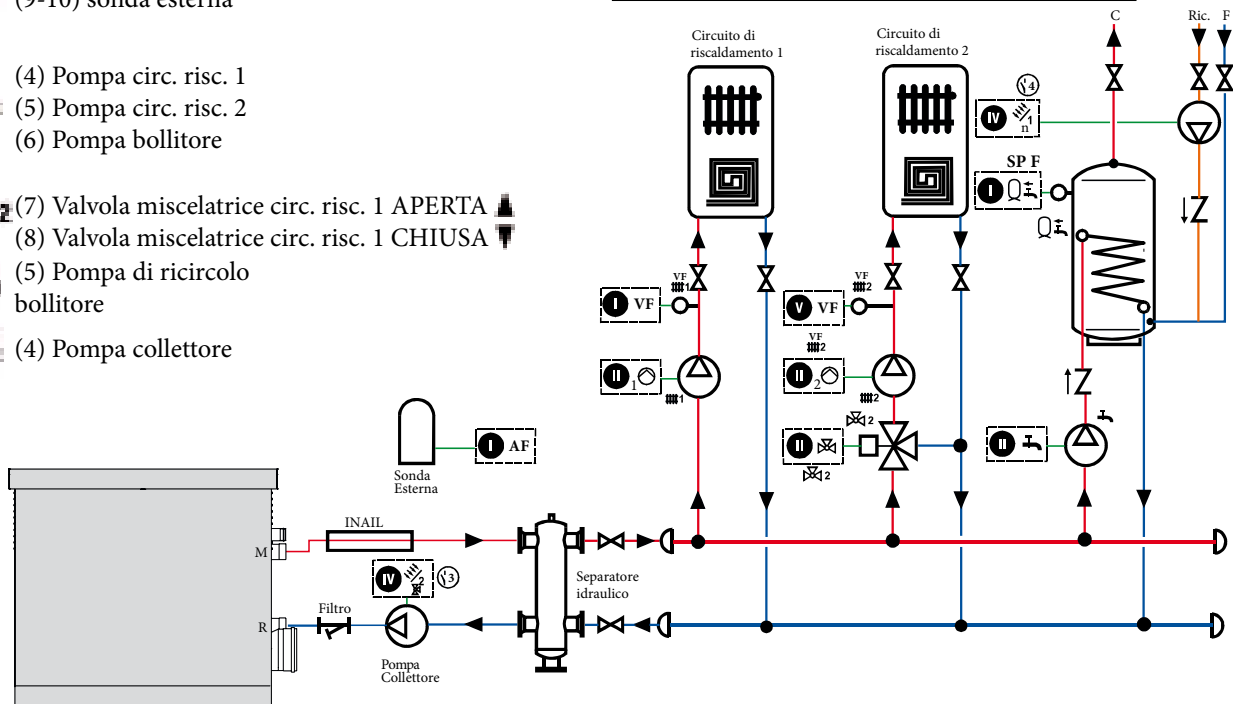 (9-10) sonda esterna
(4) Pompa circ. risc. 1
(5) Pompa circ. risc. 2
(6) Pompa bollitore
(7) Valvola miscelatrice circ. risc. 1 APERTA
(8) Valvola miscelatrice circ. risc. 1 CHIUSA
(5) Pompa di ricircolo
bollitore
(4) Pompa collettore
Circuito di
riscaldamento 1
Circuito di
riscaldamento 2
C
Ric.
F
4
IV
1
n
SP F
I
VF
1
I VF
VF
2
V VF
VF
2
II 1
1
II 2
2
2
II
2
II
I AF
Sonda
Esterna
INAIL
M
IV
2
3
Filtro
R
Pompa
Collettore
Separatore
idraulico